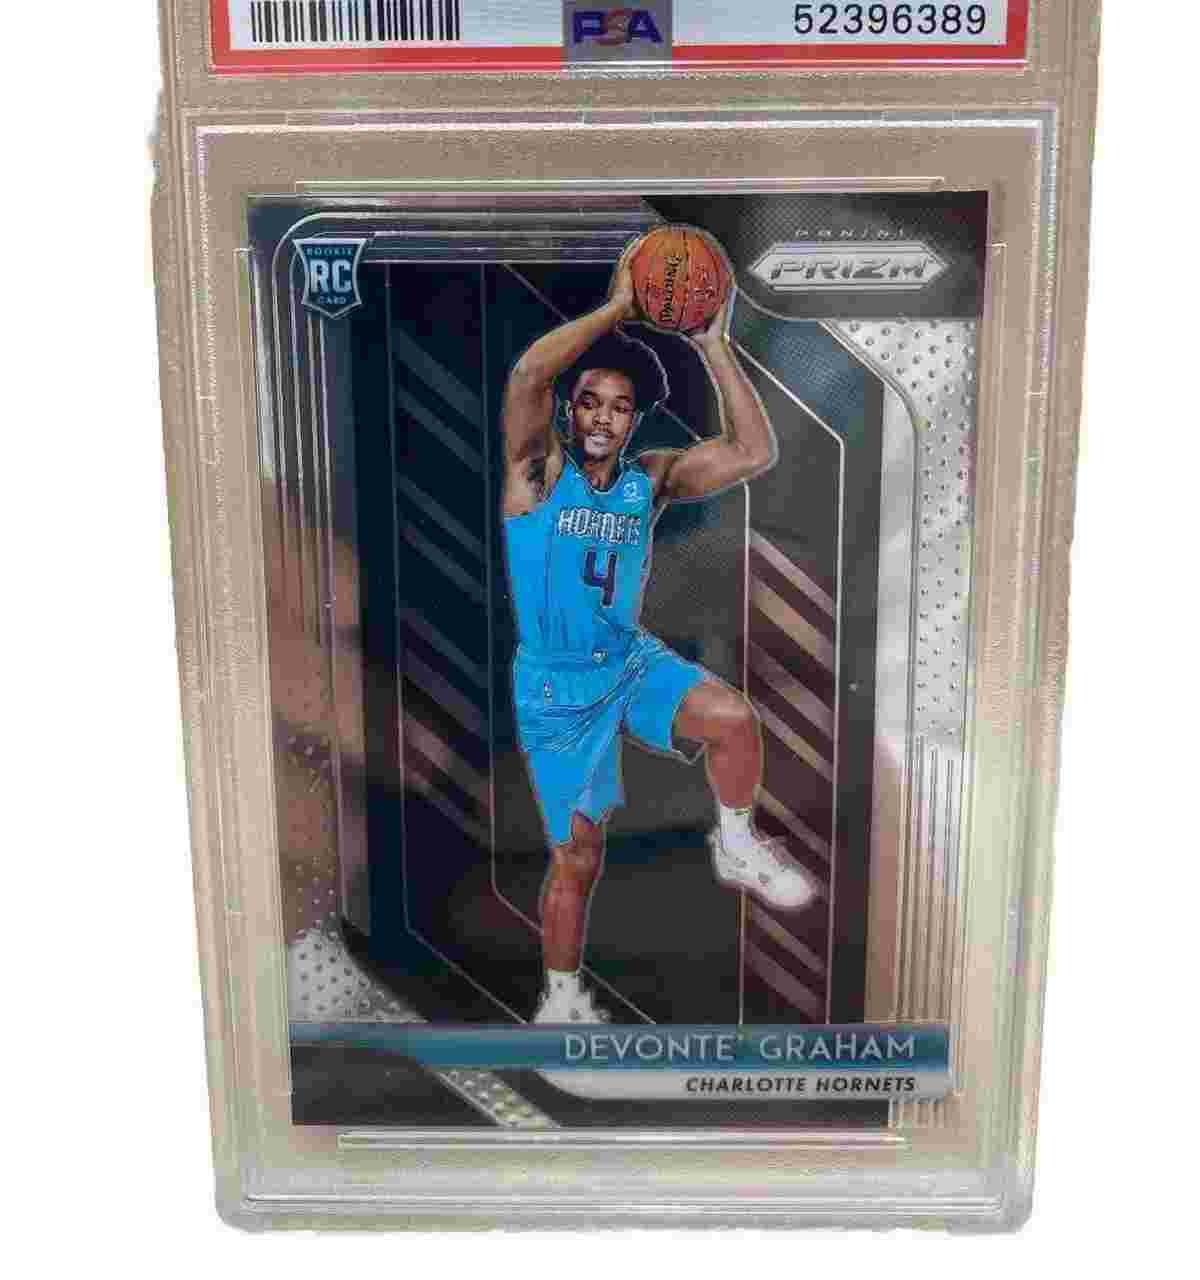 PSA
52396389
ROOKIE
RC
CARD
PANINI
PRIZM
SPALDING
HORNETS
4
DEVONTE' GRAHAM
CHARLOTTE HORNETS